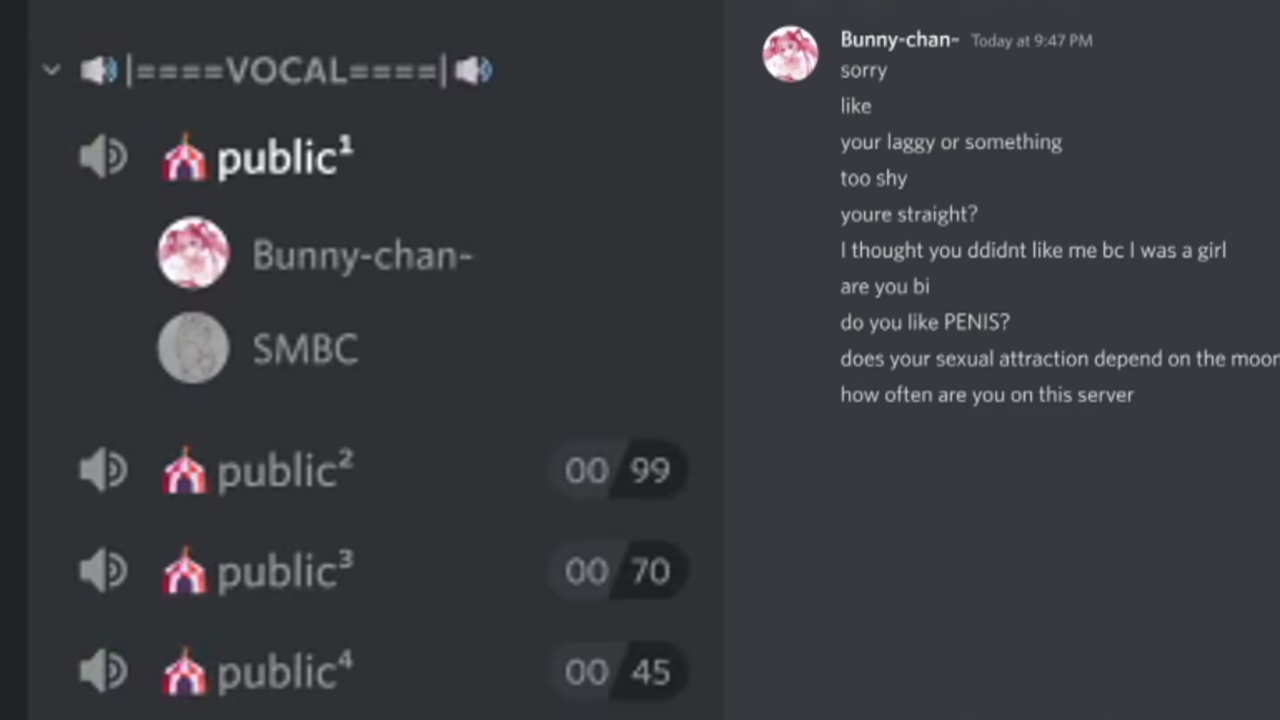 |====VOCAL====|
public¹
Bunny-chan~
SMBC
public²
00 99
public³
00 70
public⁴
00 45
Bunny-chan~ Today at 9:47 PM
sorry
like
your laggy or something
too shy
youre straight?
I thought you ddidnt like me bc I was a girl
are you bi
do you like PENIS?
does your sexual attraction depend on the moon
how often are you on this server